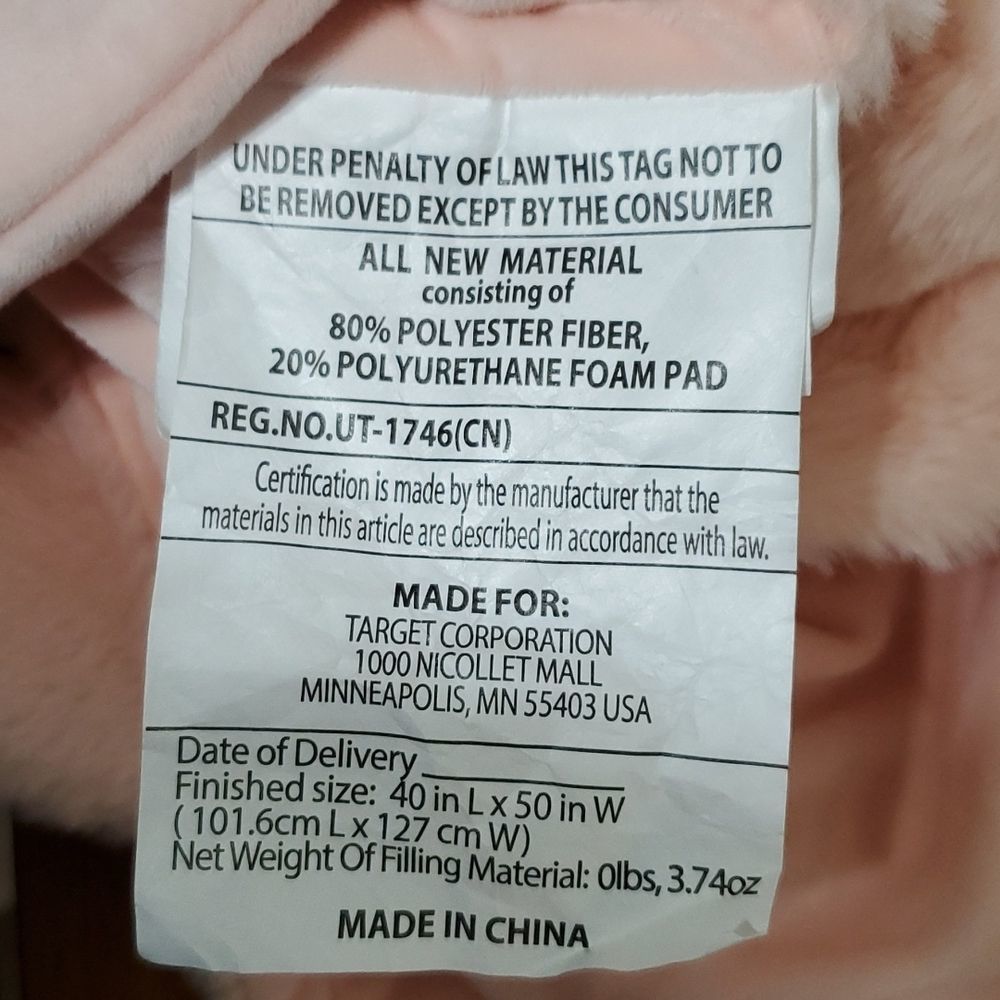 UNDER PENALTY OF LAW THIS TAG NOT TO
BE REMOVED EXCEPT BY THE CONSUMER
ALL NEW MATERIAL
consisting of
80% POLYESTER FIBER,
20% POLYURETHANE FOAM PAD
REG.NO.UT-1746(CN)
Certification is made by the manufacturer that the
materials in this article are described in accordance with law.
MADE FOR:
TARGET CORPORATION
1000 NICOLLET MALL
MINNEAPOLIS, MN 55403 USA
Date of Delivery
Finished size: 40 in L x 50 in W
(101.6cm L x 127 cm W)
Net Weight Of Filling Material: 0lbs, 3.74oz
MADE IN CHINA